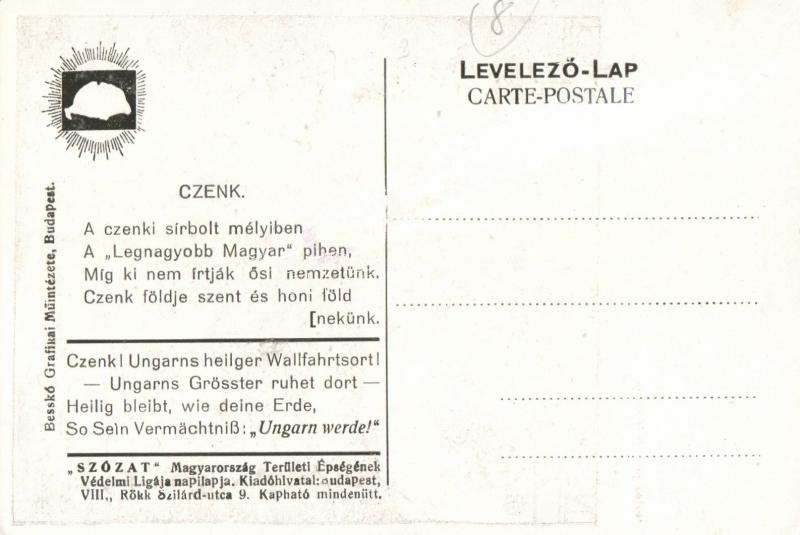 8
LEVELEZŐ-LAP
CARTE-POSTALE
CZENK.
A czenki sírbolt mélyiben
A „Legnagyobb Magyar“ pihen,
Míg ki nem írtják ősi nemzetünk.
Czenk földje szent és honi föld
[nekünk.
Czenk! Ungarns heilger Wallfahrtsort!
— Ungarns Grösster ruhet dort —
Heilig bleibt, wie deine Erde,
So Sein Vermächtniß: „Ungarn werde!“
„SZÓZAT“ Magyarország Területi Épségének
Védelmi Ligája napilapja. Kiadóhivatal: udapest,
VIII., Rökk Szilárd-utca 9. Kapható mindenütt.
Besskó Grafikai Műintézete, Budapest.